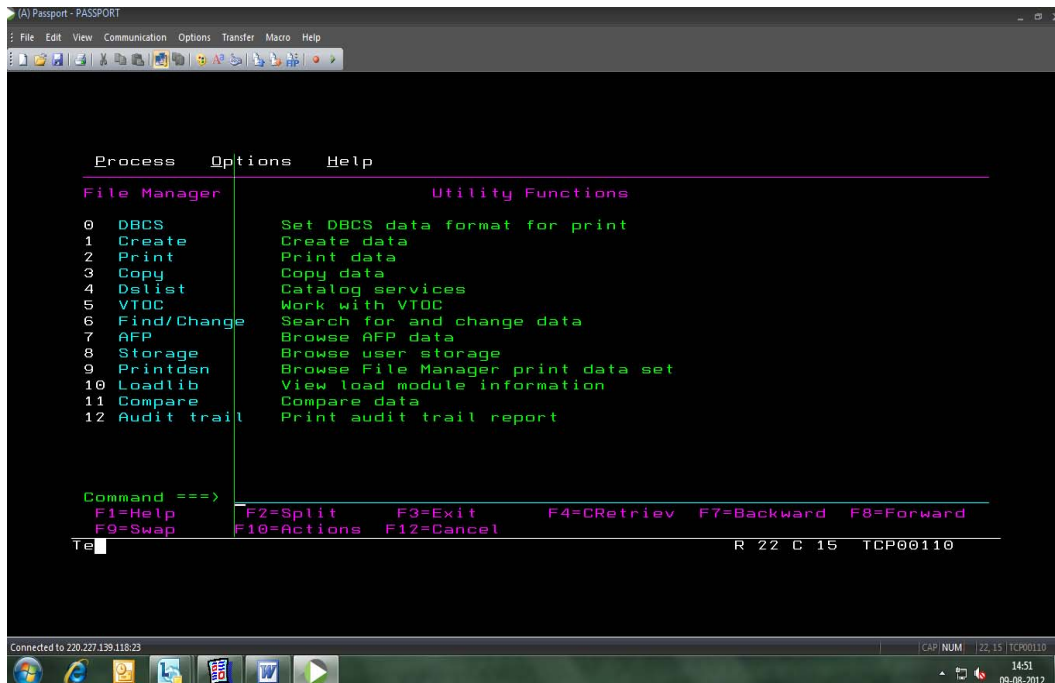 (A) Passport - PASSPORT
File Edit View Communication Options Transfer Macro Help
Process Options Help
File Manager Utility Functions
0 DBCS Set DBCS data format for print
1 Create Create data
2 Print Print data
3 Copy Copy data
4 Dslist Catalog services
5 VTOC Work with VTOC
6 Find/Change Search for and change data
7 AFP Browse AFP data
8 Storage Browse user storage
9 Printdsn Browse File Manager print data set
10 Loadlib View load module information
11 Compare Compare data
12 Audit trail Print audit trail report
Command ===>
F1=Help F2=Split F3=Exit F4=CRetriev F7=Backward F8=Forward
F9=Swap F10=Actions F12=Cancel
Te R 22 C 15 TCP00110
Connected to 220.227.139.118:23 CAP NUM 22, 15 TCP00110
14:51
09-08-2012